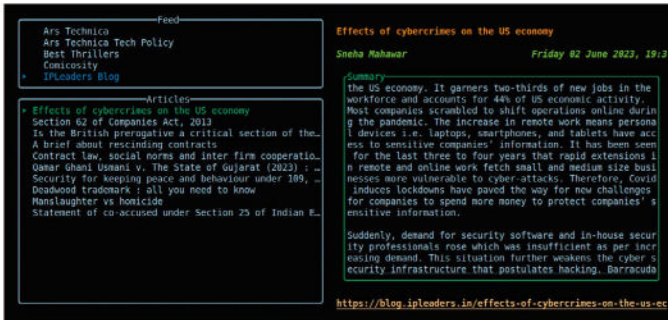 Feed
Ars Technica
Ars Technica Tech Policy
Best Thrillers
Comicosity
> IPLeaders Blog
Articles
> Effects of cybercrimes on the US economy
Section 62 of Companies Act, 2013
Is the British prerogative a critical section of the…
A brief about rescinding contracts
Contract law, social norms and inter firm cooperatio…
Qamar Ghani Usmani v. The State of Gujarat (2023) : …
Security for keeping peace and behaviour under 109, …
Deadwood trademark : all you need to know
Manslaughter vs homicide
Statement of co-accused under Section 25 of Indian E…
Effects of cybercrimes on the US economy
Sneha Mahawar Friday 02 June 2023, 19:3
Summary
the US economy. It garners two-thirds of new jobs in the
workforce and accounts for 44% of US economic activity.
Most companies scrambled to shift operations online durin
g the pandemic. The increase in remote work means persona
l devices i.e. laptops, smartphones, and tablets have acc
ess to sensitive companies’ information. It has been seen
for the last three to four years that rapid extensions i
n remote and online work fetch small and medium size busi
nesses more vulnerable to cyber-attacks. Therefore, Covid
induces lockdowns have paved the way for new challenges
for companies to spend more money to protect companies’ s
ensitive information.
Suddenly, demand for security software and in-house secur
ity professionals rose which was insufficient as per incr
easing demand. This situation further weakens the cyber s
ecurity infrastructure that postulates hacking. Barracuda
https://blog.ipleaders.in/effects-of-cybercrimes-on-the-us-ec